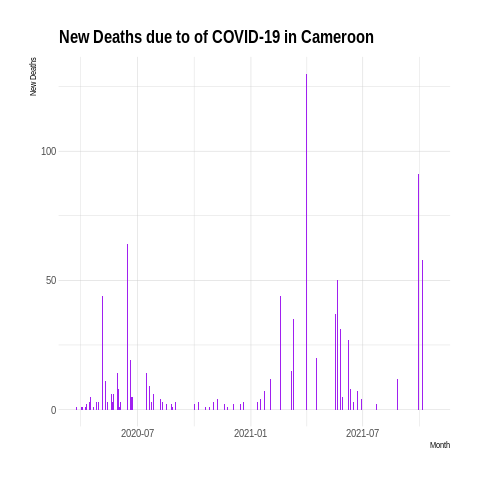 New Deaths due to of COVID-19 in Cameroon
New Deaths
100
50
0
2020-07 2021-01 2021-07
Month